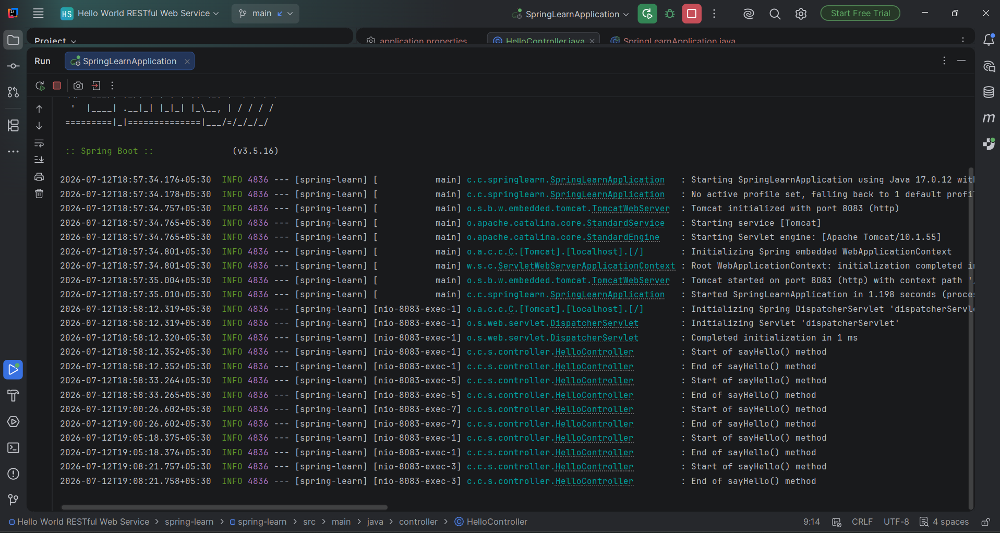 HS Hello World RESTful Web Service main SpringLearnApplication Start Free Trial
Project application.properties HelloController.java SpringLearnApplication.java
Run SpringLearnApplication
' |____| .__|_| |_|_| |_\__, | / / / /
=========|_|==============|___/=/_/_/_/
:: Spring Boot :: (v3.5.16)
2026-07-12T18:57:34.176+05:30 INFO 4836 --- [spring-learn] [           main] c.c.springlearn.SpringLearnApplication : Starting SpringLearnApplication using Java 17.0.12 with
2026-07-12T18:57:34.178+05:30 INFO 4836 --- [spring-learn] [           main] c.c.springlearn.SpringLearnApplication : No active profile set, falling back to 1 default profi
2026-07-12T18:57:34.757+05:30 INFO 4836 --- [spring-learn] [           main] o.s.b.w.embedded.tomcat.TomcatWebServer : Tomcat initialized with port 8083 (http)
2026-07-12T18:57:34.765+05:30 INFO 4836 --- [spring-learn] [           main] o.apache.catalina.core.StandardService : Starting service [Tomcat]
2026-07-12T18:57:34.765+05:30 INFO 4836 --- [spring-learn] [           main] o.apache.catalina.core.StandardEngine : Starting Servlet engine: [Apache Tomcat/10.1.55]
2026-07-12T18:57:34.801+05:30 INFO 4836 --- [spring-learn] [           main] o.a.c.c.C.[Tomcat].[localhost].[/] : Initializing Spring embedded WebApplicationContext
2026-07-12T18:57:34.801+05:30 INFO 4836 --- [spring-learn] [           main] w.s.c.ServletWebServerApplicationContext : Root WebApplicationContext: initialization completed in
2026-07-12T18:57:35.004+05:30 INFO 4836 --- [spring-learn] [           main] o.s.b.w.embedded.tomcat.TomcatWebServer : Tomcat started on port 8083 (http) with context path '/
2026-07-12T18:57:35.010+05:30 INFO 4836 --- [spring-learn] [           main] c.c.springlearn.SpringLearnApplication : Started SpringLearnApplication in 1.198 seconds (proces
2026-07-12T18:58:12.319+05:30 INFO 4836 --- [spring-learn] [nio-8083-exec-1] o.a.c.c.C.[Tomcat].[localhost].[/] : Initializing Spring DispatcherServlet 'dispatcherServle
2026-07-12T18:58:12.319+05:30 INFO 4836 --- [spring-learn] [nio-8083-exec-1] o.s.web.servlet.DispatcherServlet : Initializing Servlet 'dispatcherServlet'
2026-07-12T18:58:12.320+05:30 INFO 4836 --- [spring-learn] [nio-8083-exec-1] o.s.web.servlet.DispatcherServlet : Completed initialization in 1 ms
2026-07-12T18:58:12.352+05:30 INFO 4836 --- [spring-learn] [nio-8083-exec-1] c.c.s.controller.HelloController : Start of sayHello() method
2026-07-12T18:58:12.352+05:30 INFO 4836 --- [spring-learn] [nio-8083-exec-1] c.c.s.controller.HelloController : End of sayHello() method
2026-07-12T18:58:33.264+05:30 INFO 4836 --- [spring-learn] [nio-8083-exec-5] c.c.s.controller.HelloController : Start of sayHello() method
2026-07-12T18:58:33.265+05:30 INFO 4836 --- [spring-learn] [nio-8083-exec-5] c.c.s.controller.HelloController : End of sayHello() method
2026-07-12T19:00:26.602+05:30 INFO 4836 --- [spring-learn] [nio-8083-exec-7] c.c.s.controller.HelloController : Start of sayHello() method
2026-07-12T19:00:26.602+05:30 INFO 4836 --- [spring-learn] [nio-8083-exec-7] c.c.s.controller.HelloController : End of sayHello() method
2026-07-12T19:05:18.375+05:30 INFO 4836 --- [spring-learn] [nio-8083-exec-1] c.c.s.controller.HelloController : Start of sayHello() method
2026-07-12T19:05:18.376+05:30 INFO 4836 --- [spring-learn] [nio-8083-exec-1] c.c.s.controller.HelloController : End of sayHello() method
2026-07-12T19:08:21.757+05:30 INFO 4836 --- [spring-learn] [nio-8083-exec-3] c.c.s.controller.HelloController : Start of sayHello() method
2026-07-12T19:08:21.758+05:30 INFO 4836 --- [spring-learn] [nio-8083-exec-3] c.c.s.controller.HelloController : End of sayHello() method
Hello World RESTful Web Service > spring-learn > spring-learn > src > main > java > controller > HelloController 9:14 CRLF UTF-8 4 spaces